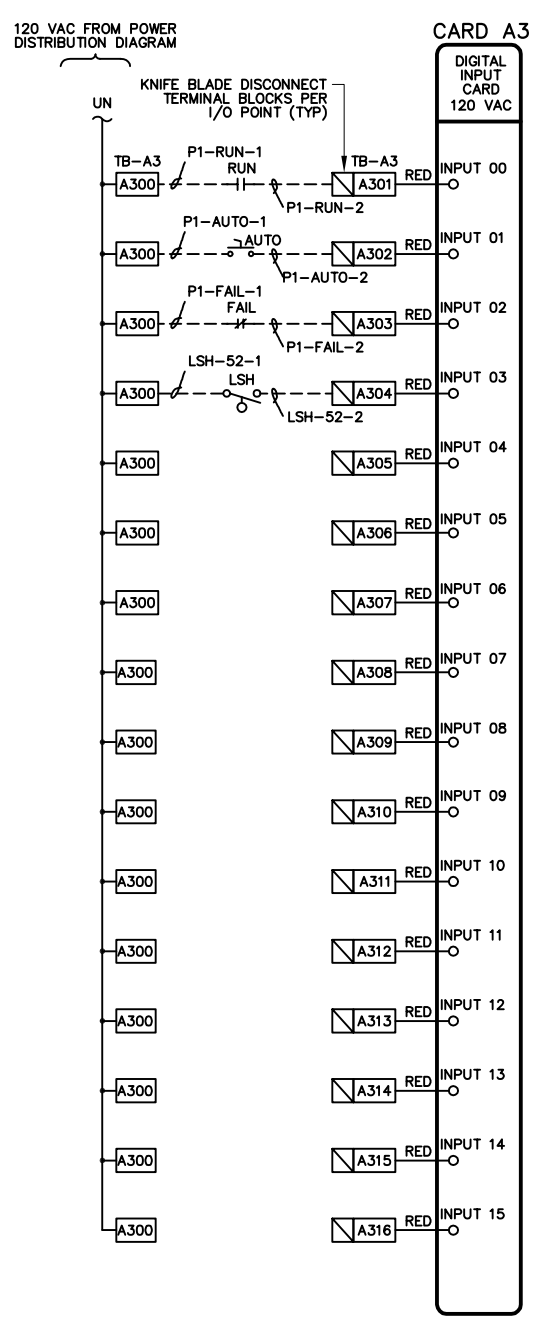 120 VAC FROM POWER
DISTRIBUTION DIAGRAM
UN
KNIFE BLADE DISCONNECT
TERMINAL BLOCKS PER
I/O POINT (TYP)
CARD A3
DIGITAL
INPUT
CARD
120 VAC
TB-A3
P1-RUN-1
RUN
TB-A3
A300
A301
RED
INPUT 00
P1-RUN-2
P1-AUTO-1
AUTO
A300
A302
RED
INPUT 01
P1-AUTO-2
P1-FAIL-1
FAIL
A300
A303
RED
INPUT 02
P1-FAIL-2
LSH-52-1
LSH
A300
A304
RED
INPUT 03
LSH-52-2
A300
A305
RED
INPUT 04
A300
A306
RED
INPUT 05
A300
A307
RED
INPUT 06
A300
A308
RED
INPUT 07
A300
A309
RED
INPUT 08
A300
A310
RED
INPUT 09
A300
A311
RED
INPUT 10
A300
A312
RED
INPUT 11
A300
A313
RED
INPUT 12
A300
A314
RED
INPUT 13
A300
A315
RED
INPUT 14
A300
A316
RED
INPUT 15